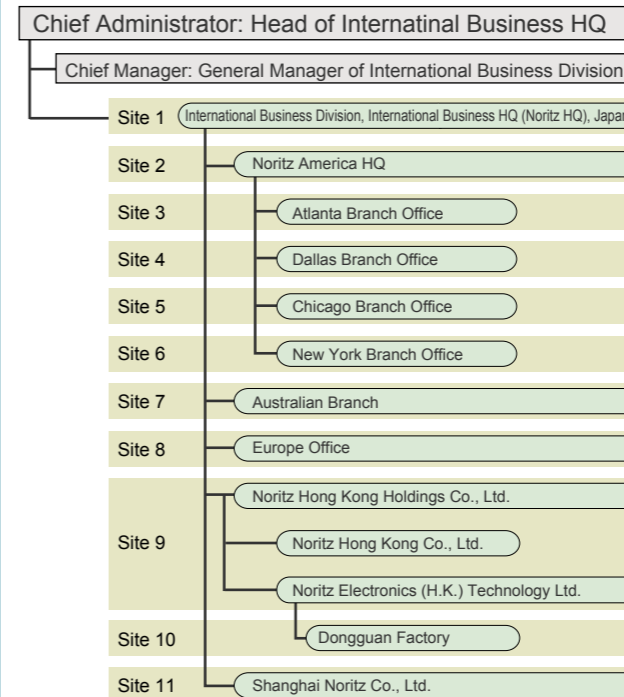 Chief Administrator: Head of Internatinal Business HQ
Chief Manager: General Manager of International Business Division
Site 1 International Business Division, International Business HQ (Noritz HQ), Japan
Site 2 Noritz America HQ
Site 3 Atlanta Branch Office
Site 4 Dallas Branch Office
Site 5 Chicago Branch Office
Site 6 New York Branch Office
Site 7 Australian Branch
Site 8 Europe Office
Noritz Hong Kong Holdings Co., Ltd.
Site 9 Noritz Hong Kong Co., Ltd.
Noritz Electronics (H.K.) Technology Ltd.
Site 10 Dongguan Factory
Site 11 Shanghai Noritz Co., Ltd.